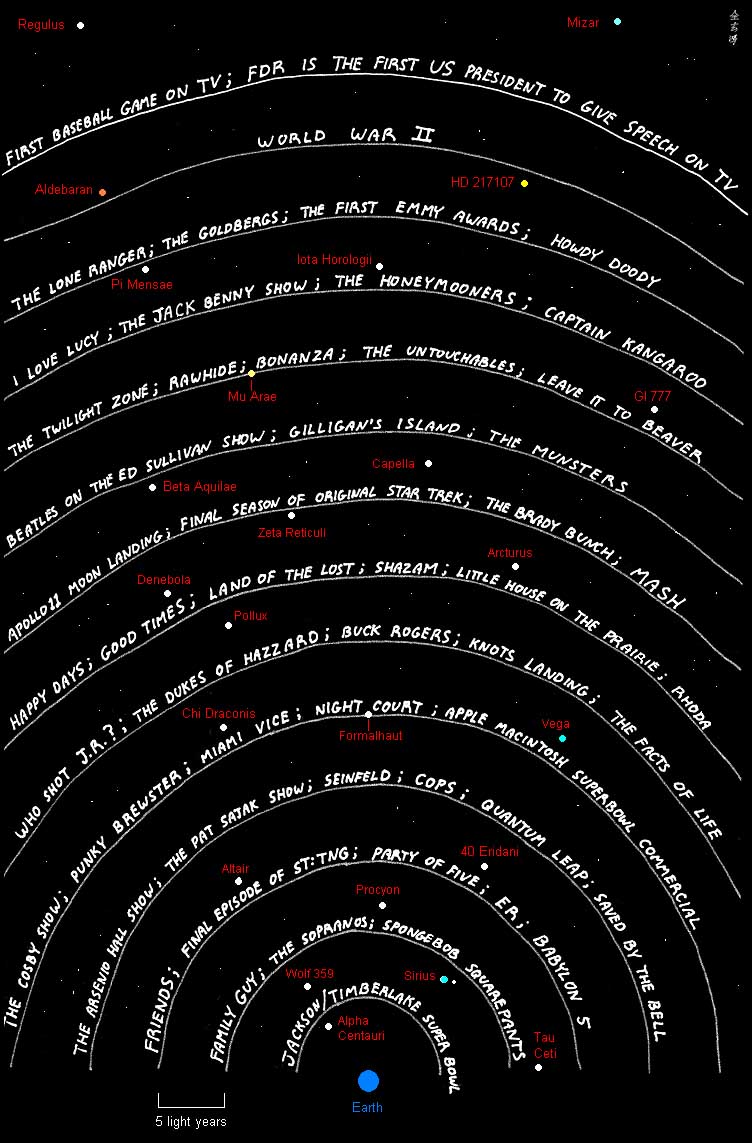 Regulus
Mizar
FIRST BASEBALL GAME ON TV; FDR IS THE FIRST US PRESIDENT TO GIVE SPEECH ON TV
WORLD WAR II
Aldebaran
HD 217107
THE LONE RANGER; THE GOLDBERGS; THE FIRST EMMY AWARDS; HOWDY DOODY
Iota Horologii
Pi Mensae
I LOVE LUCY; THE JACK BENNY SHOW; THE HONEYMOONERS; CAPTAIN KANGAROO
THE TWILIGHT ZONE; RAWHIDE; BONANZA; THE UNTOUCHABLES; LEAVE IT TO BEAVER
Mu Arae
Gl 777
BEATLES ON THE ED SULLIVAN SHOW; GILLIGAN'S ISLAND; THE MUNSTERS
Capella
Beta Aquilae
APOLLO 11 MOON LANDING; FINAL SEASON OF ORIGINAL STAR TREK; THE BRADY BUNCH; MASH
Zeta Reticuli
Arcturus
Denebola
HAPPY DAYS; GOOD TIMES; LAND OF THE LOST; SHAZAM; LITTLE HOUSE ON THE PRAIRIE; RHODA
Pollux
WHO SHOT J.R.?; THE DUKES OF HAZZARD; BUCK ROGERS; KNOTS LANDING; THE FACTS OF LIFE
Chi Draconis
Vega
THE COSBY SHOW; PUNKY BREWSTER; MIAMI VICE; NIGHT COURT; APPLE MACINTOSH SUPERBOWL COMMERCIAL
Formalhaut
THE ARSENIO HALL SHOW; THE PAT SAJAK SHOW; SEINFELD; COPS; QUANTUM LEAP; SAVED BY THE BELL
40 Eridani
Altair
FRIENDS; FINAL EPISODE OF ST:TNG; PARTY OF FIVE; ER; BABYLON 5
Procyon
FAMILY GUY; THE SOPRANOS; SPONGEBOB SQUAREPANTS
Wolf 359
Sirius
JACKSON/TIMBERLAKE SUPER BOWL
Alpha
Centauri
Tau
Ceti
Earth
5 light years